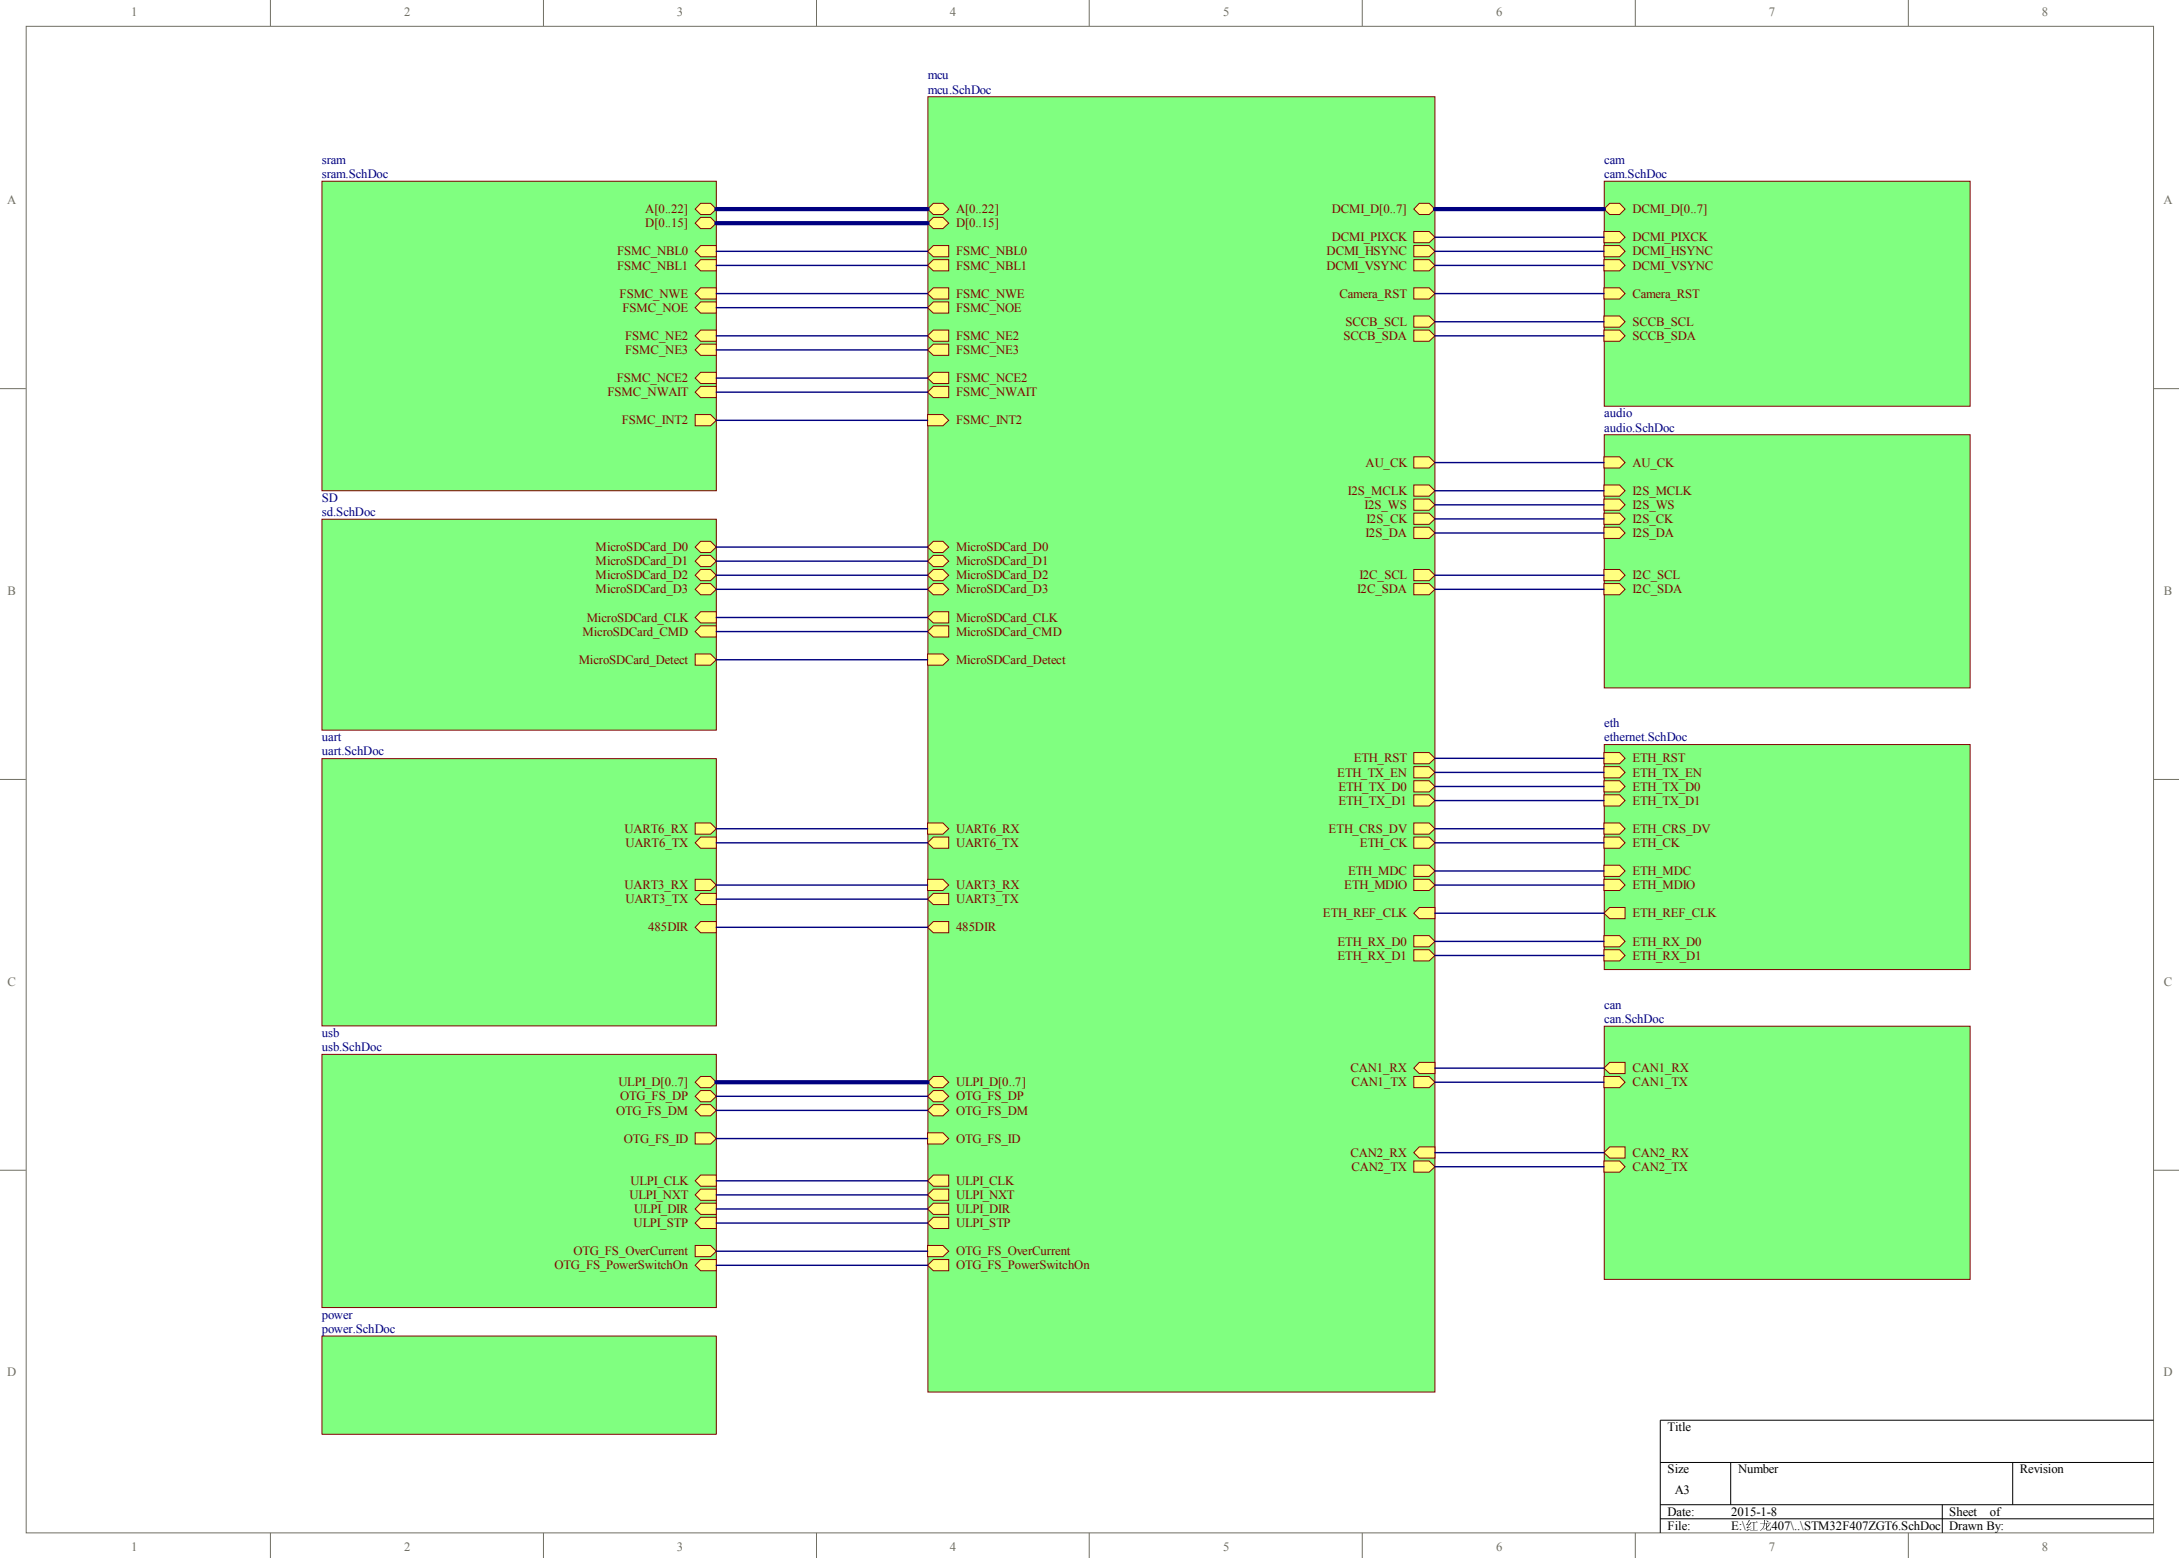 1 2 3 4 5 6 7 8
A
B
C
D
sram
sram.SchDoc
A[0..22]
D[0..15]
FSMC_NBL0
FSMC_NBL1
FSMC_NWE
FSMC_NOE
FSMC_NE2
FSMC_NE3
FSMC_NCE2
FSMC_NWAIT
FSMC_INT2
SD
sd.SchDoc
MicroSDCard_D0
MicroSDCard_D1
MicroSDCard_D2
MicroSDCard_D3
MicroSDCard_CLK
MicroSDCard_CMD
MicroSDCard_Detect
uart
uart.SchDoc
UART6_RX
UART6_TX
UART3_RX
UART3_TX
485DIR
usb
usb.SchDoc
ULPI_D[0..7]
OTG_FS_DP
OTG_FS_DM
OTG_FS_ID
ULPI_CLK
ULPI_NXT
ULPI_DIR
ULPI_STP
OTG_FS_OverCurrent
OTG_FS_PowerSwitchOn
power
power.SchDoc
mcu
mcu.SchDoc
A[0..22]
D[0..15]
FSMC_NBL0
FSMC_NBL1
FSMC_NWE
FSMC_NOE
FSMC_NE2
FSMC_NE3
FSMC_NCE2
FSMC_NWAIT
FSMC_INT2
MicroSDCard_D0
MicroSDCard_D1
MicroSDCard_D2
MicroSDCard_D3
MicroSDCard_CLK
MicroSDCard_CMD
MicroSDCard_Detect
UART6_RX
UART6_TX
UART3_RX
UART3_TX
485DIR
ULPI_D[0..7]
OTG_FS_DP
OTG_FS_DM
OTG_FS_ID
ULPI_CLK
ULPI_NXT
ULPI_DIR
ULPI_STP
OTG_FS_OverCurrent
OTG_FS_PowerSwitchOn
DCMI_D[0..7]
DCMI_PIXCK
DCMI_HSYNC
DCMI_VSYNC
Camera_RST
SCCB_SCL
SCCB_SDA
AU_CK
I2S_MCLK
I2S_WS
I2S_CK
I2S_DA
I2C_SCL
I2C_SDA
ETH_RST
ETH_TX_EN
ETH_TX_D0
ETH_TX_D1
ETH_CRS_DV
ETH_CK
ETH_MDC
ETH_MDIO
ETH_REF_CLK
ETH_RX_D0
ETH_RX_D1
CAN1_RX
CAN1_TX
CAN2_RX
CAN2_TX
cam
cam.SchDoc
DCMI_D[0..7]
DCMI_PIXCK
DCMI_HSYNC
DCMI_VSYNC
Camera_RST
SCCB_SCL
SCCB_SDA
audio
audio.SchDoc
AU_CK
I2S_MCLK
I2S_WS
I2S_CK
I2S_DA
I2C_SCL
I2C_SDA
eth
ethernet.SchDoc
ETH_RST
ETH_TX_EN
ETH_TX_D0
ETH_TX_D1
ETH_CRS_DV
ETH_CK
ETH_MDC
ETH_MDIO
ETH_REF_CLK
ETH_RX_D0
ETH_RX_D1
can
can.SchDoc
CAN1_RX
CAN1_TX
CAN2_RX
CAN2_TX
A
B
C
D
Title
Size Number Revision
A3
Date: 2015-1-8 Sheet of
File: E:\红龙407\..\STM32F407ZGT6.SchDoc Drawn By:
1 2 3 4 5 6 7 8